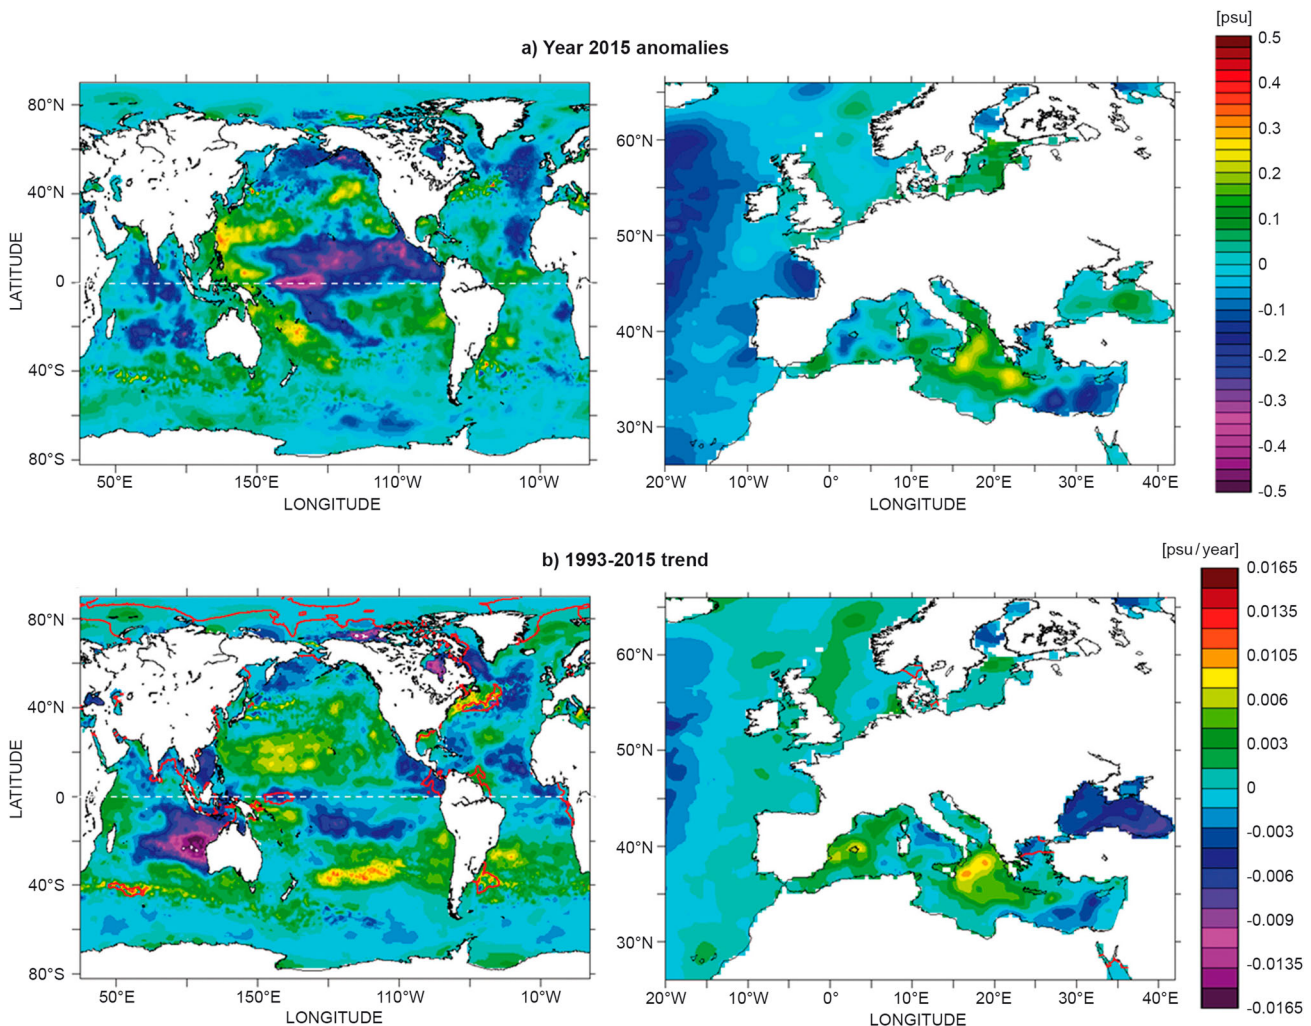 [psu]
a) Year 2015 anomalies
0.5
0.4
0.3
0.2
0.1
0
-0.1
-0.2
-0.3
-0.4
-0.5
80°N
40°N
0
40°S
80°S
LATITUDE
50°E 150°E 110°W 10°W
LONGITUDE
60°N
50°N
40°N
30°N
20°W 10°W 0° 10°E 20°E 30°E 40°E
LONGITUDE
b) 1993-2015 trend
[psu/year]
0.0165
0.0135
0.0105
0.006
0.003
0
-0.003
-0.006
-0.009
-0.0135
-0.0165
80°N
40°N
0
40°S
80°S
LATITUDE
50°E 150°E 110°W 10°W
LONGITUDE
60°N
50°N
40°N
30°N
20°W 10°W 0° 10°E 20°E 30°E 40°E
LONGITUDE